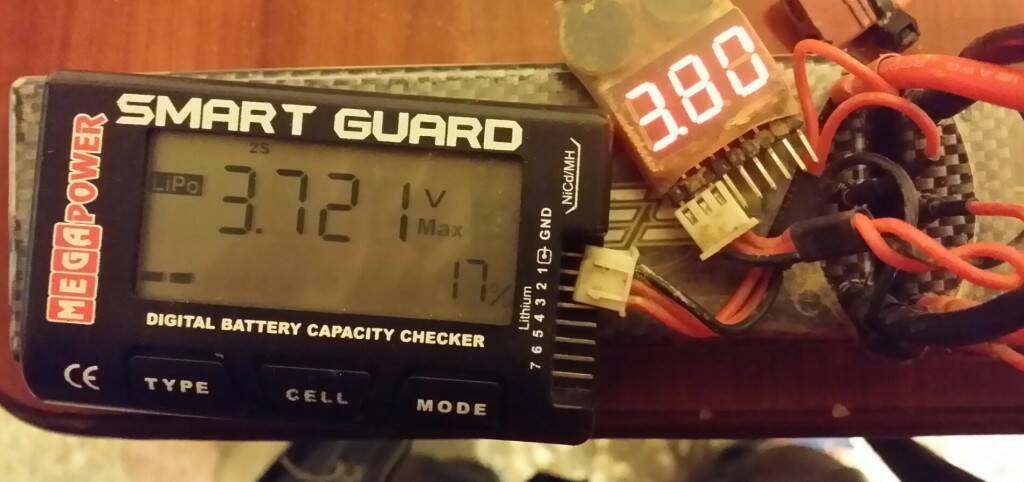 SMART GUARD
MEGA POWER
2S
LiPo 3.721 V
Max
17%
DIGITAL BATTERY CAPACITY CHECKER
CE
TYPE
CELL
MODE
NiCd/MH
GND
Lithium
7 6 5 4 3 2 1
3.80